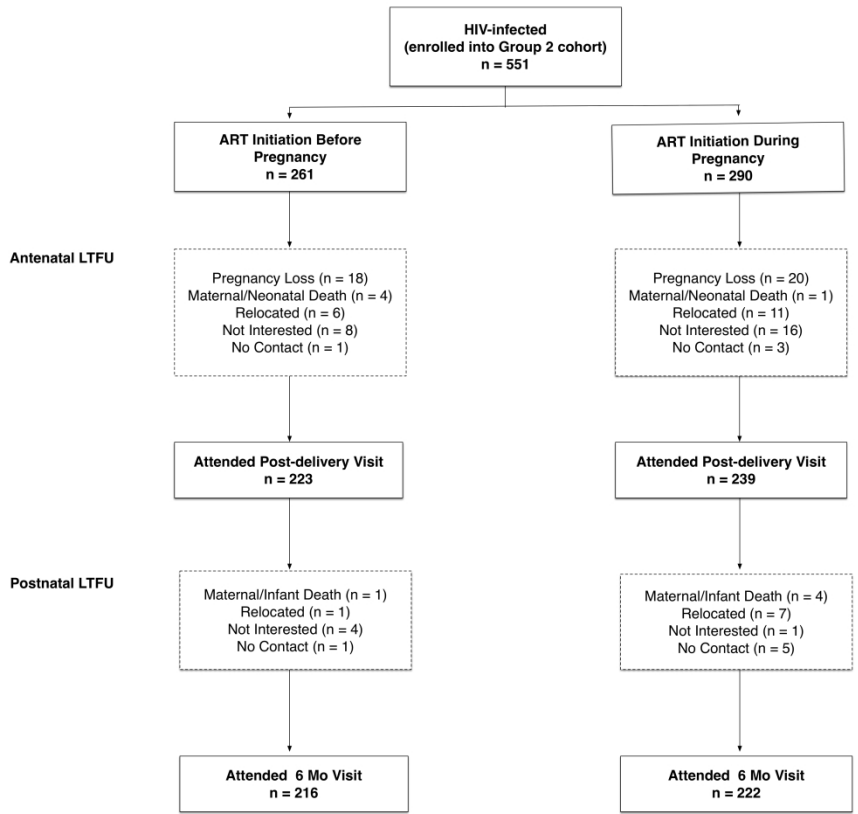 HIV-infected
(enrolled into Group 2 cohort)
n = 551
ART Initiation Before
Pregnancy
n = 261
ART Initiation During
Pregnancy
n = 290
Antenatal LTFU
Pregnancy Loss (n = 18)
Maternal/Neonatal Death (n = 4)
Relocated (n = 6)
Not Interested (n = 8)
No Contact (n = 1)
Pregnancy Loss (n = 20)
Maternal/Neonatal Death (n = 1)
Relocated (n = 11)
Not Interested (n = 16)
No Contact (n = 3)
Attended Post-delivery Visit
n = 223
Attended Post-delivery Visit
n = 239
Postnatal LTFU
Maternal/Infant Death (n = 1)
Relocated (n = 1)
Not Interested (n = 4)
No Contact (n = 1)
Maternal/Infant Death (n = 4)
Relocated (n = 7)
Not Interested (n = 1)
No Contact (n = 5)
Attended 6 Mo Visit
n = 216
Attended 6 Mo Visit
n = 222